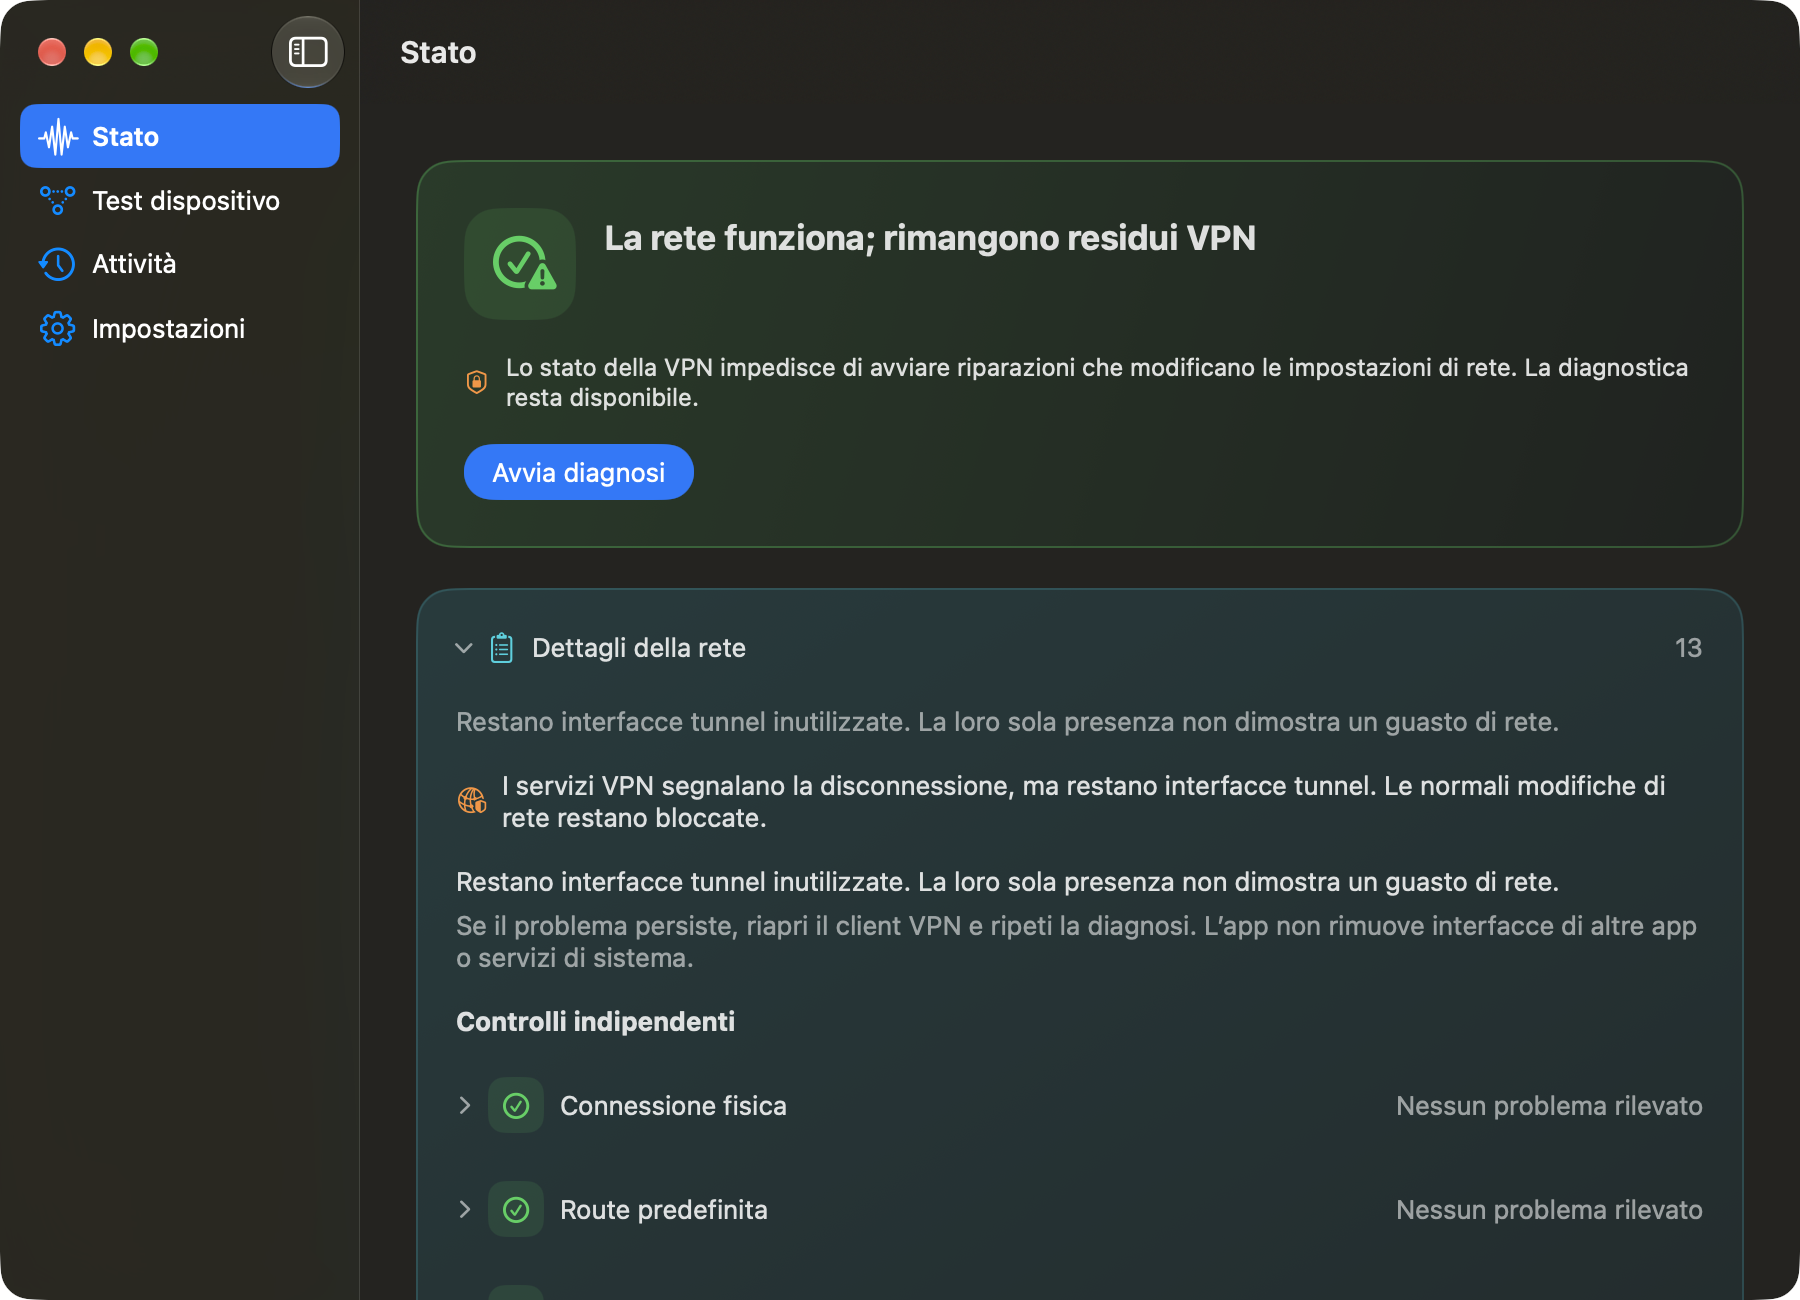 Stato
Stato
Test dispositivo
Attività
Impostazioni
La rete funziona; rimangono residui VPN
Lo stato della VPN impedisce di avviare riparazioni che modificano le impostazioni di rete. La diagnostica
resta disponibile.
Avvia diagnosi
Dettagli della rete
13
Restano interfacce tunnel inutilizzate. La loro sola presenza non dimostra un guasto di rete.
I servizi VPN segnalano la disconnessione, ma restano interfacce tunnel. Le normali modifiche di
rete restano bloccate.
Restano interfacce tunnel inutilizzate. La loro sola presenza non dimostra un guasto di rete.
Se il problema persiste, riapri il client VPN e ripeti la diagnosi. L’app non rimuove interfacce di altre app
o servizi di sistema.
Controlli indipendenti
Connessione fisica
Nessun problema rilevato
Route predefinita
Nessun problema rilevato